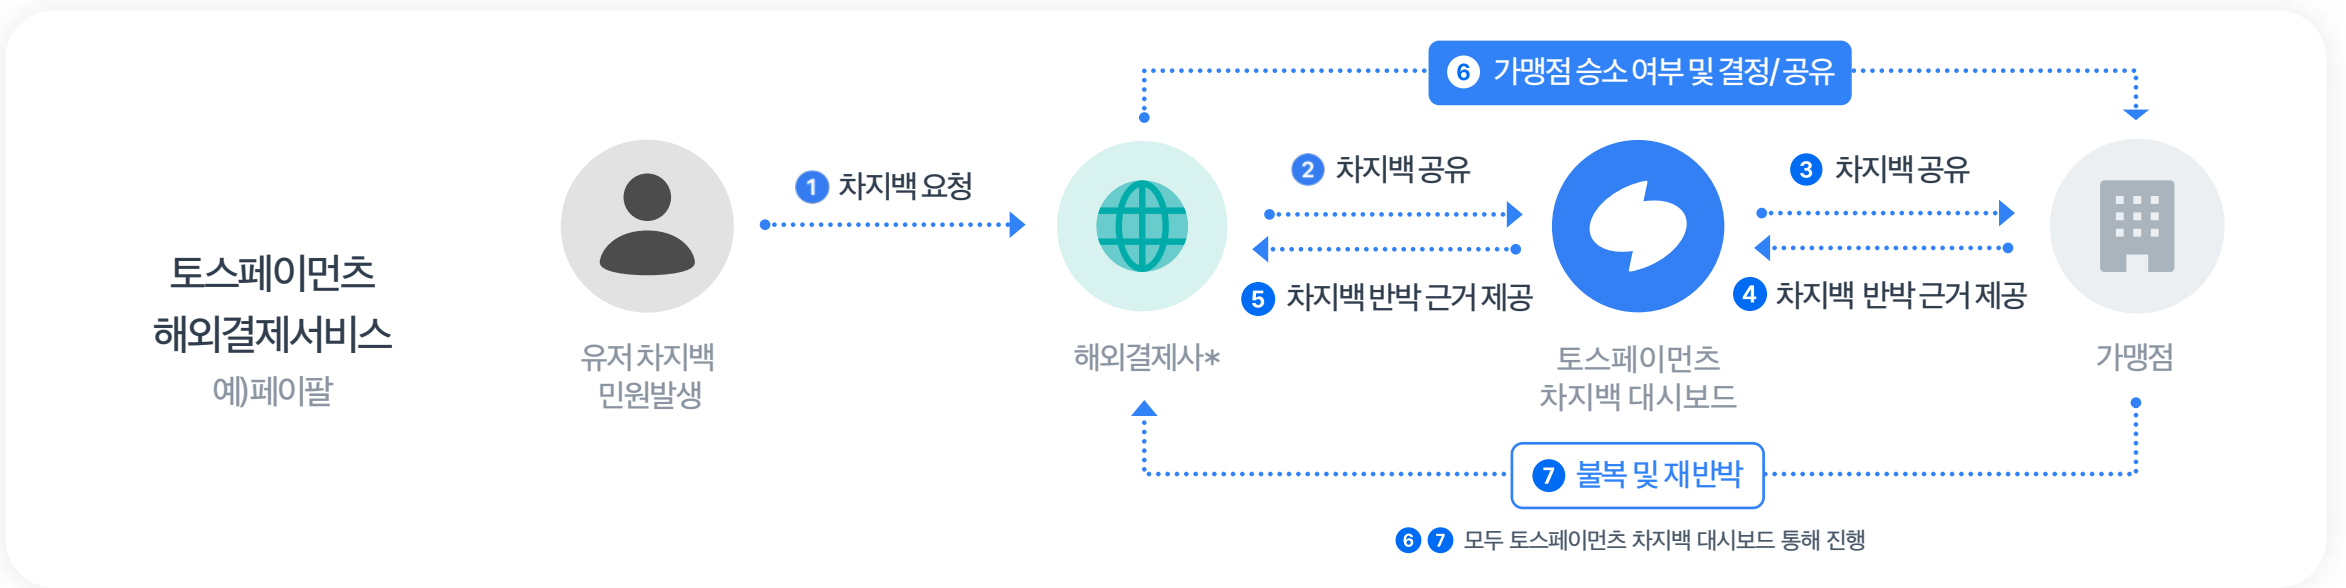 토스페이먼츠
해외결제서비스
예)페이팔
유저 차지백
민원발생
1 차지백 요청
해외결제사*
2 차지백 공유
5 차지백 반박 근거 제공
토스페이먼츠
차지백 대시보드
3 차지백 공유
4 차지백 반박 근거 제공
가맹점
6 가맹점 승소 여부 및 결정/공유
7 불복 및 재반박
6 7 모두 토스페이먼츠 차지백 대시보드 통해 진행